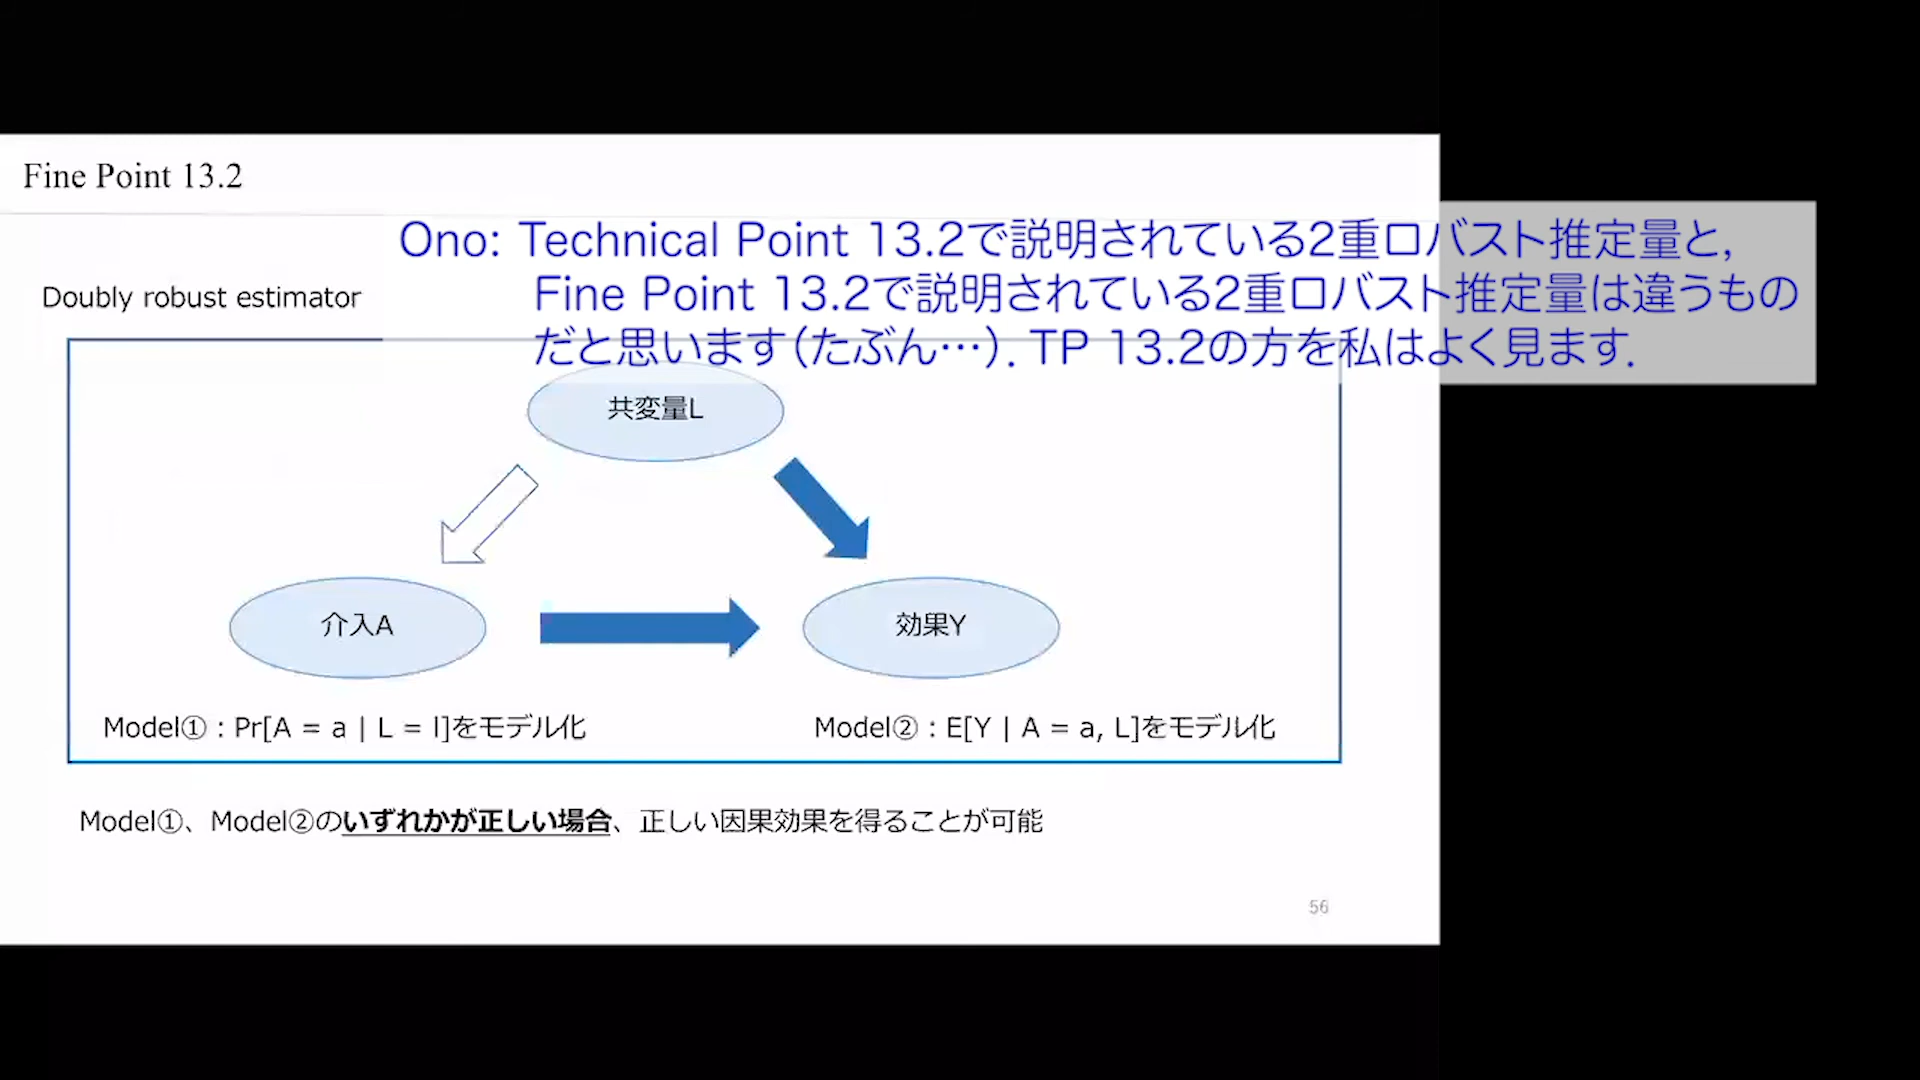 Fine Point 13.2
Ono: Technical Point 13.2で説明されている2重ロバスト推定量と,
Fine Point 13.2で説明されている2重ロバスト推定量は違うもの
だと思います(たぶん…). TP 13.2の方を私はよく見ます.
Doubly robust estimator
共変量L
介入A
効果Y
Model①：Pr[A = a | L = l]をモデル化
Model②：E[Y | A = a, L]をモデル化
Model①、Model②のいずれかが正しい場合、正しい因果効果を得ることが可能
56